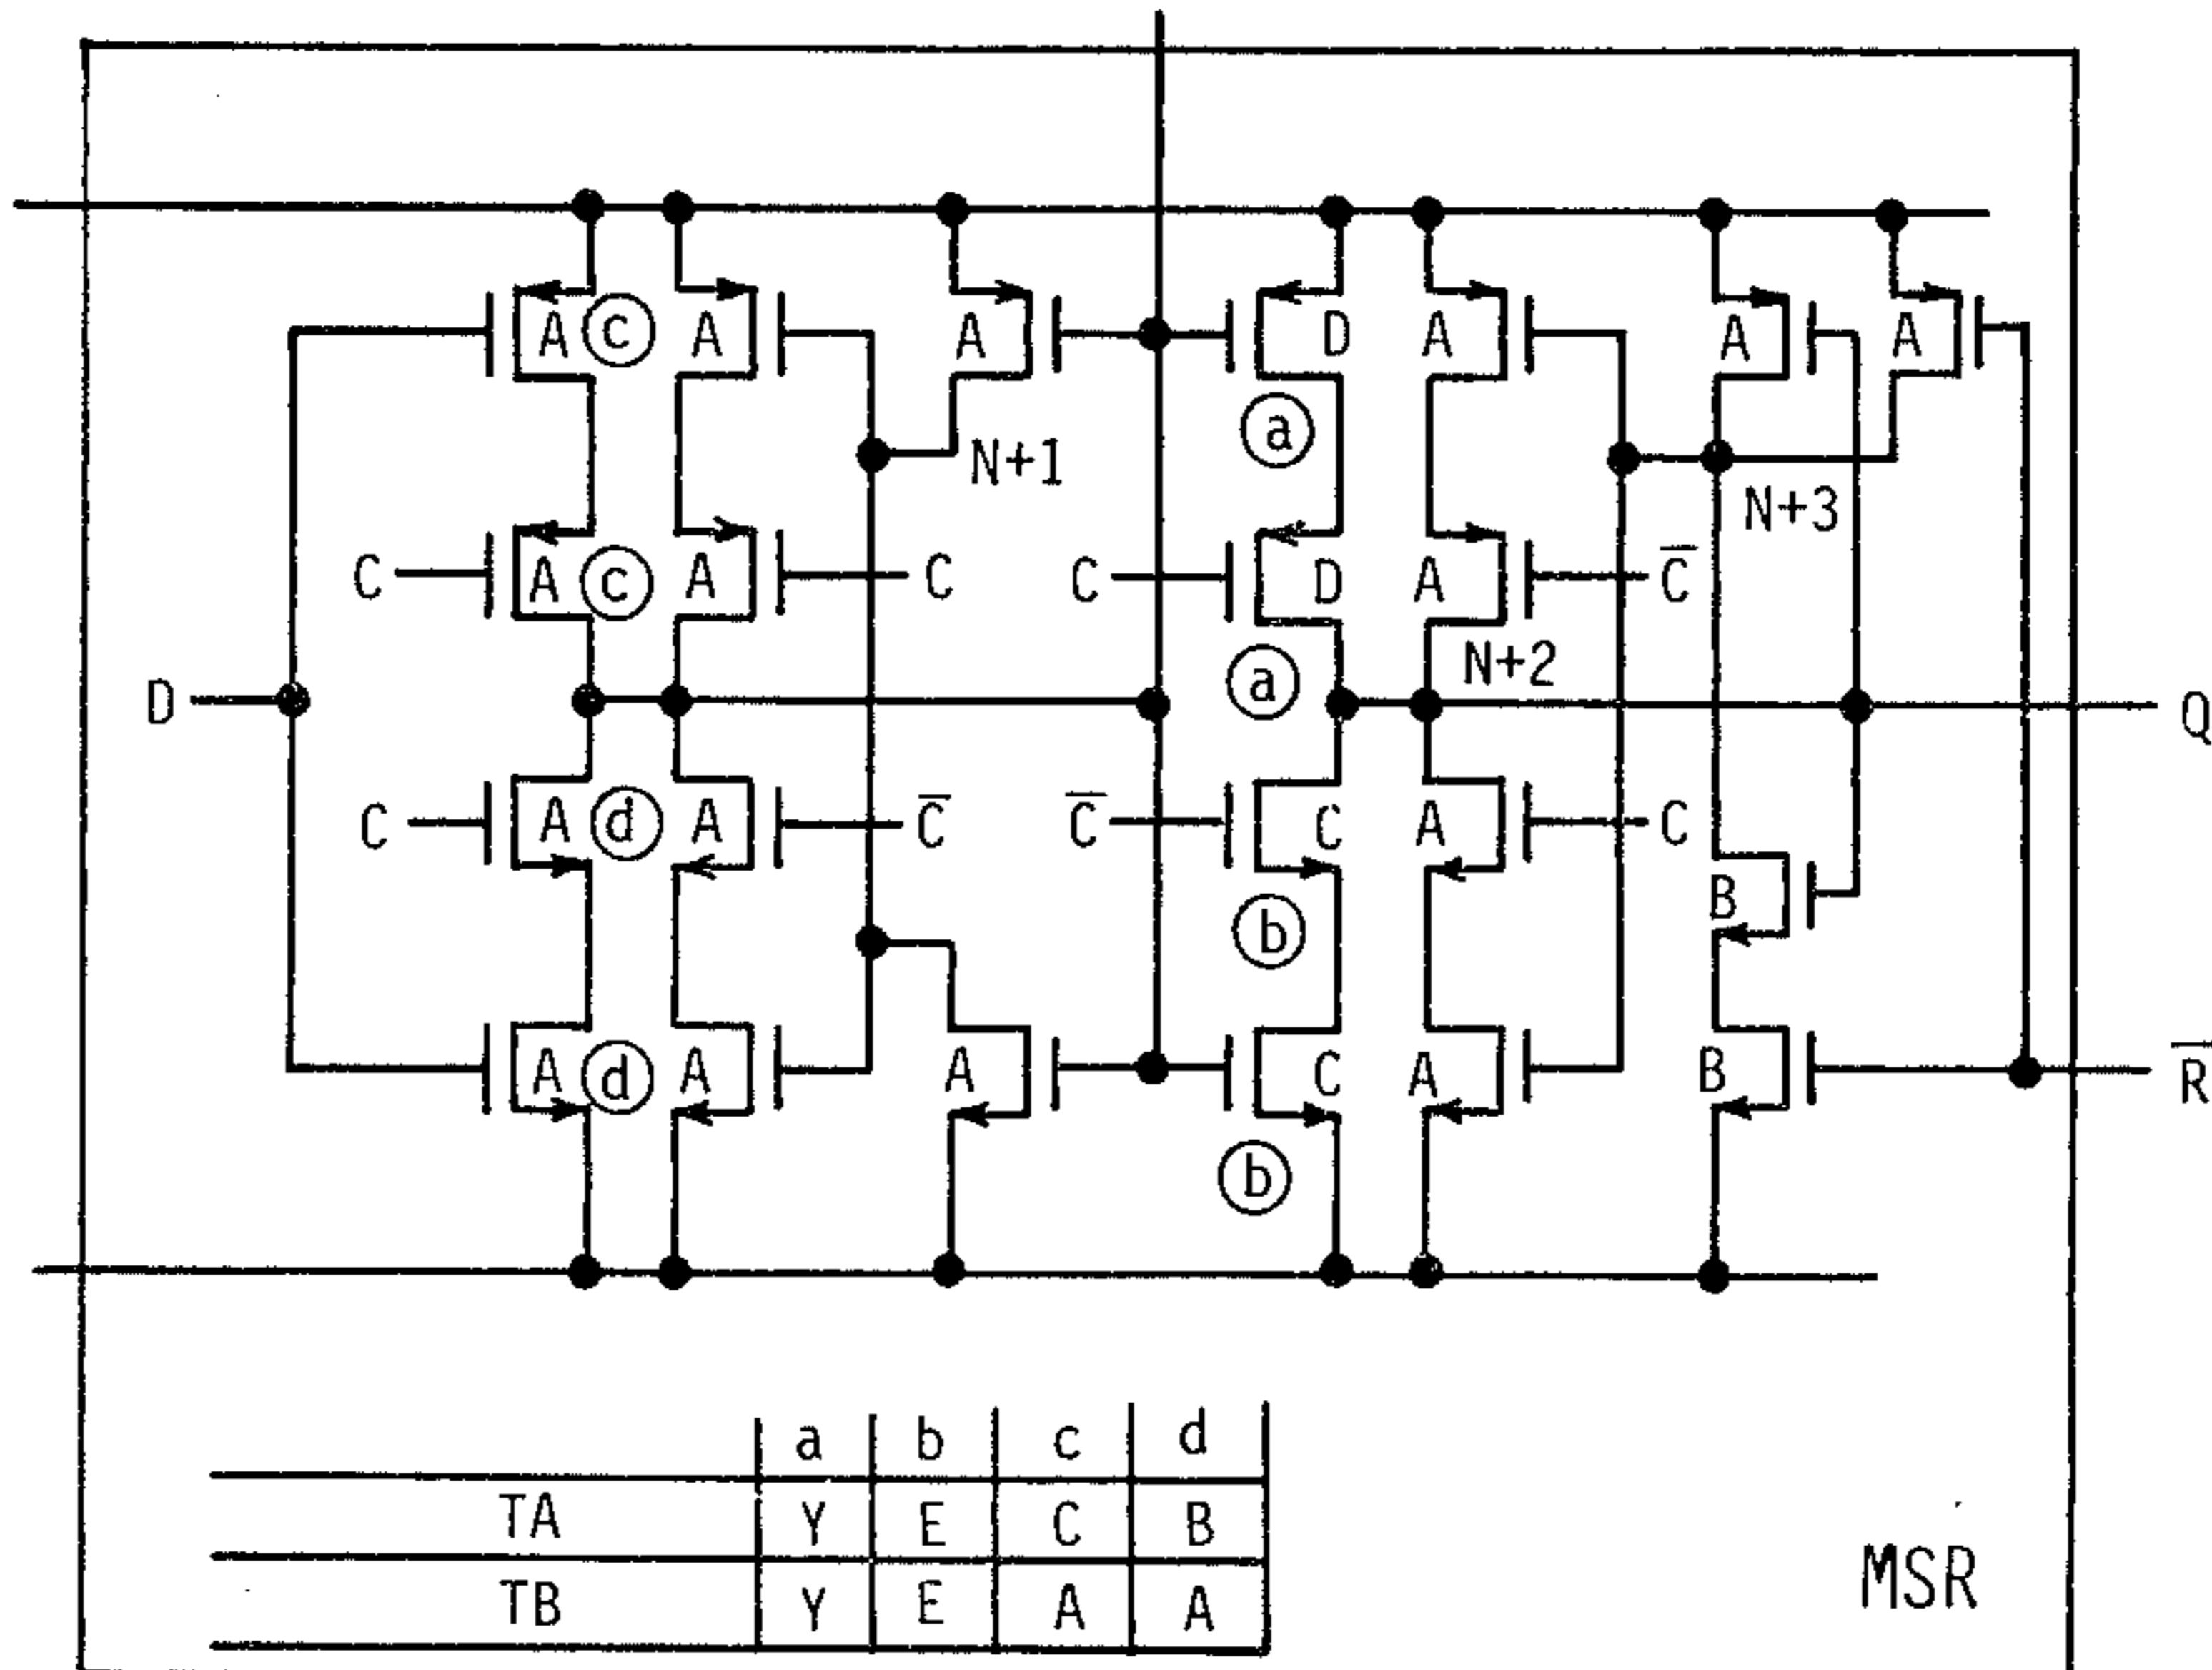 A c A A D A A A
a
N+1
N+3
C A c A C C D A C̅
N+2
a
D
Q
C A d A C̅ C̅ C A C
B
b
A d A A C A B
R̅
b
a b c d
TA Y E C B
TB Y E A A
MSR